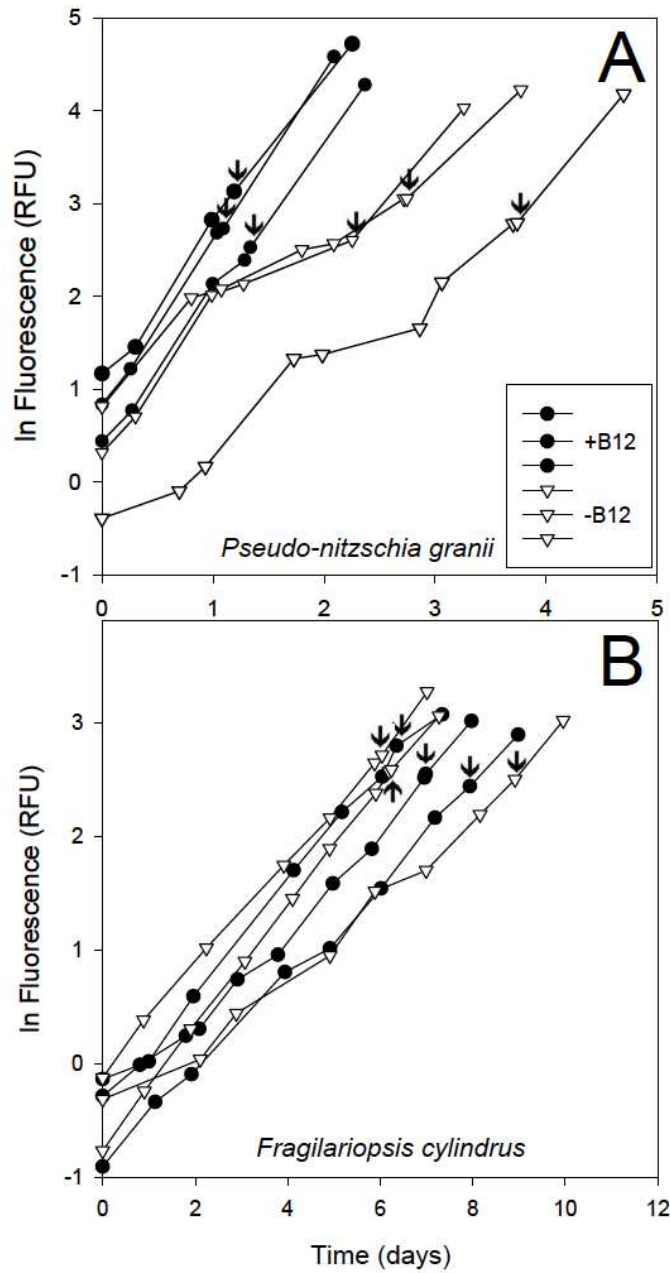 A
5
4
3
2
1
0
-1
ln Fluorescence (RFU)
+B12
-B12
Pseudo-nitzschia granii
0 1 2 3 4 5
B
3
2
1
0
-1
ln Fluorescence (RFU)
Fragilariopsis cylindrus
0 2 4 6 8 10 12
Time (days)